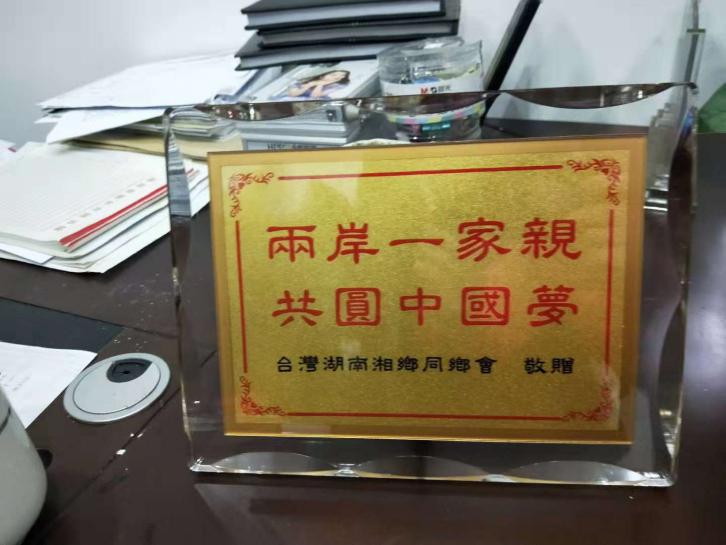 兩岸一家親
共圓中國夢
台灣湖南湘鄉同鄉會 敬贈
M&G